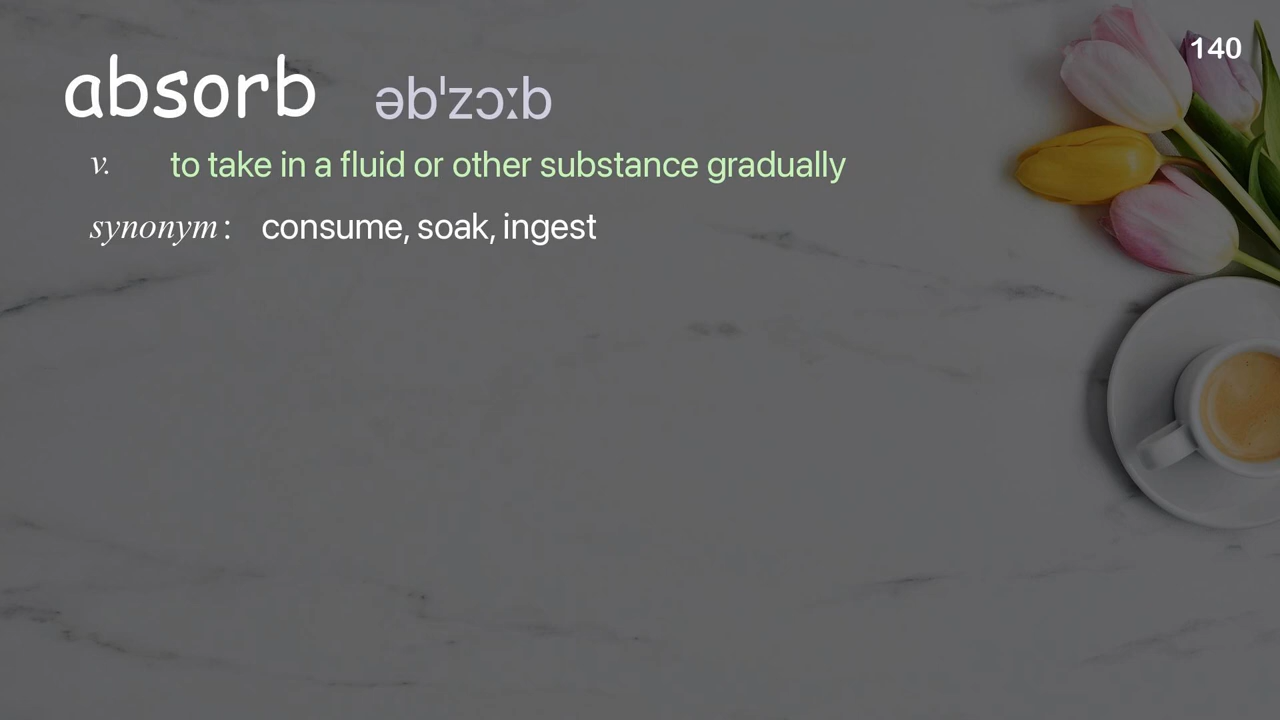 140
absorb əbˈzɔːb
v. to take in a fluid or other substance gradually
synonym : consume, soak, ingest